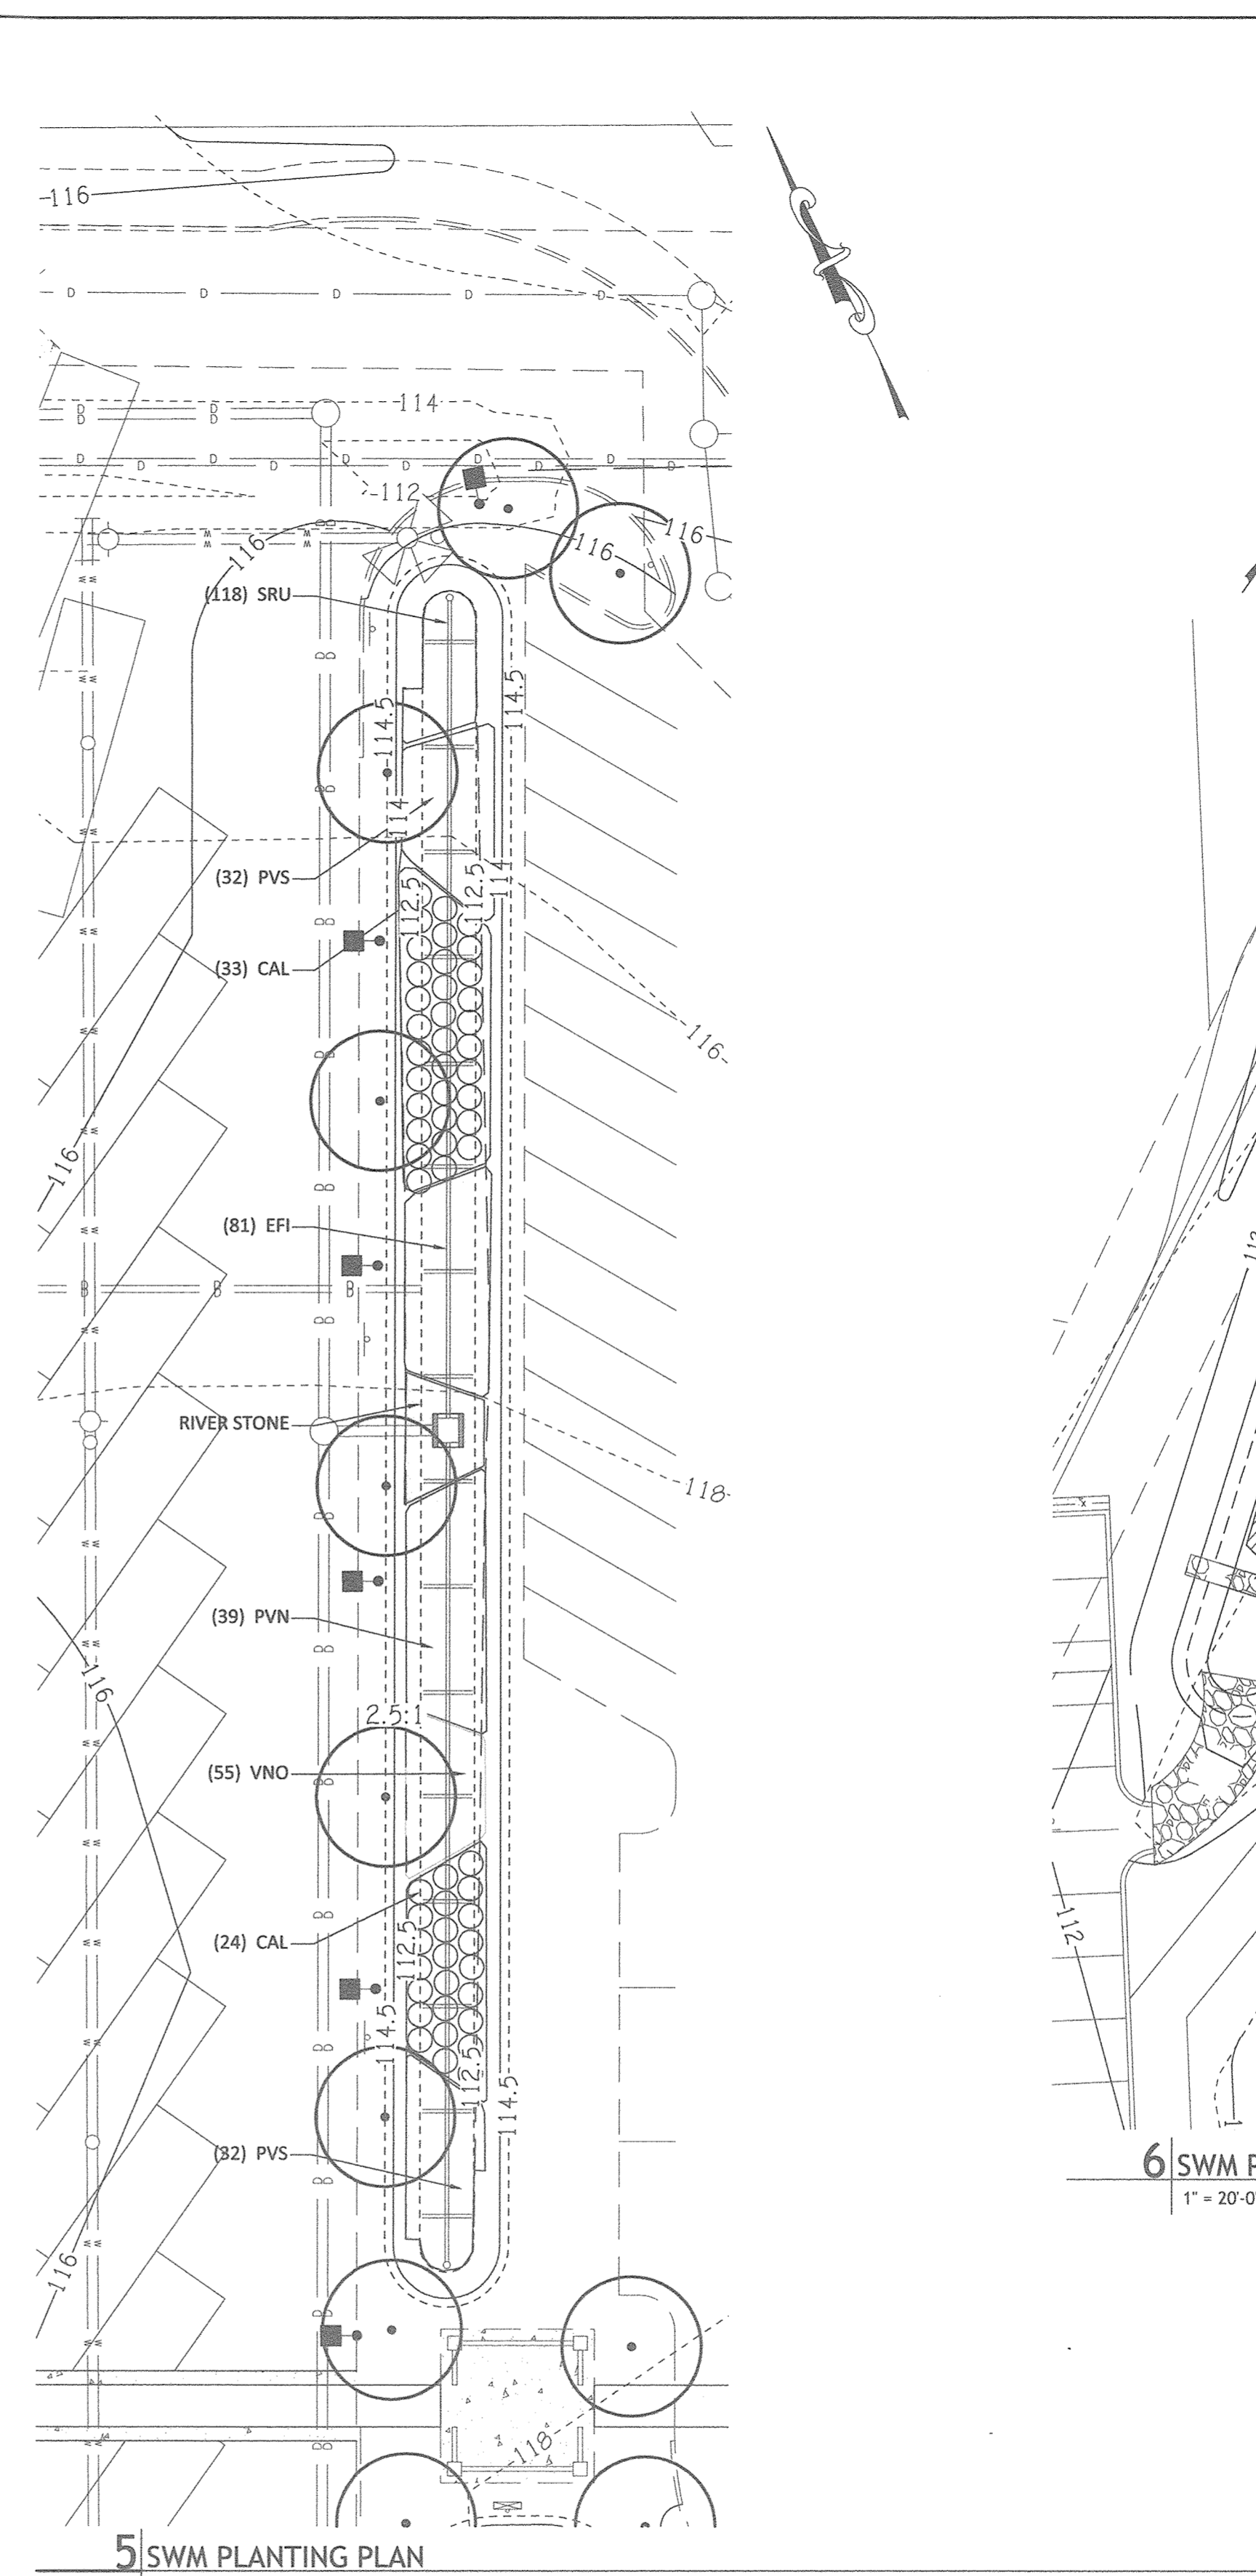 116
D D D D D
D D
D D
114
D D D D D
D D D D D
112
116
116
116
(118) SRU
114.5
114.5
114
(32) PVS
112.5
112.5
114
(33) CAL
116
116
(81) EFI
D D D
RIVER STONE
118
(39) PVN
116
2.5:1
(55) VNO
(24) CAL
112.5
114.5
112.5
114.5
(32) PVS
116
118
5 SWM PLANTING PLAN
112
6 SWM P
1" = 20'-0